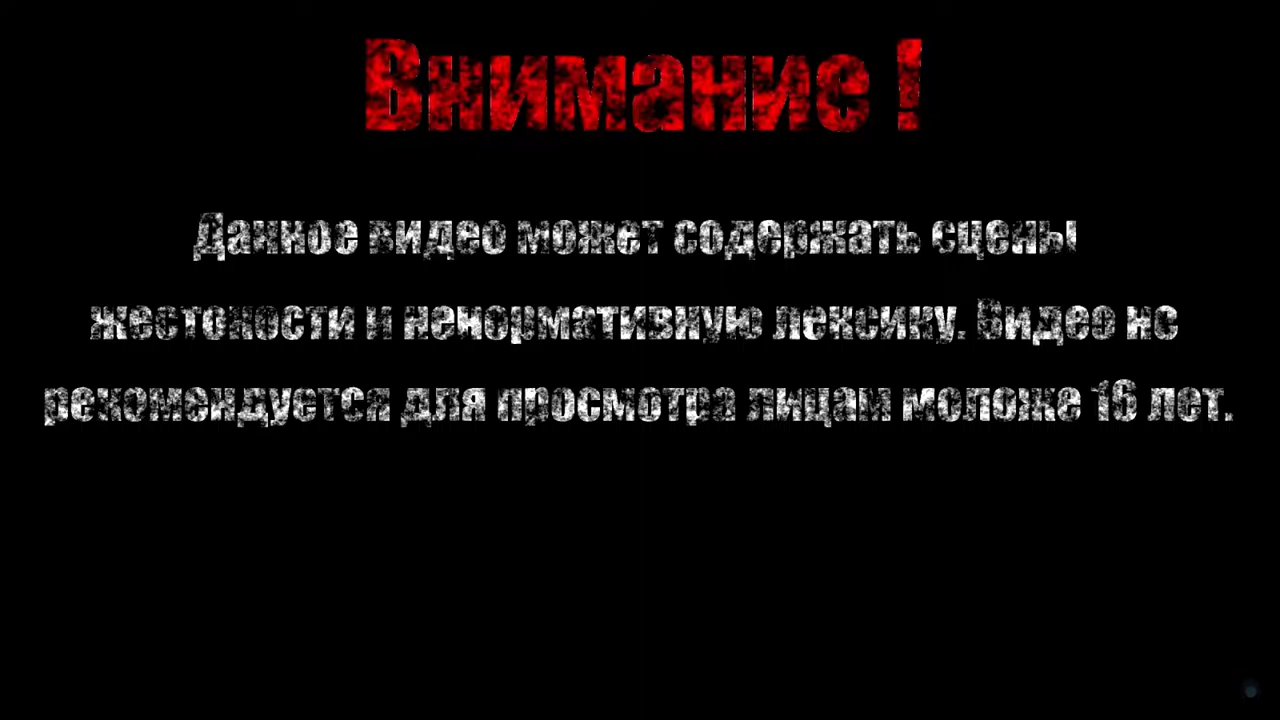 Внимание !
Данное видео может содержать сцены
жестокости и ненормативную лексику. Видео не
рекомендуется для просмотра лицам моложе 16 лет.